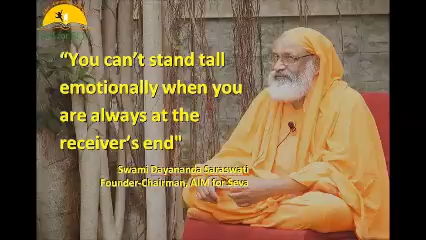 “You can’t stand tall
emotionally when you
are always at the
receiver’s end"
Swami Dayananda Saraswati
Founder-Chairman, AIM for Seva